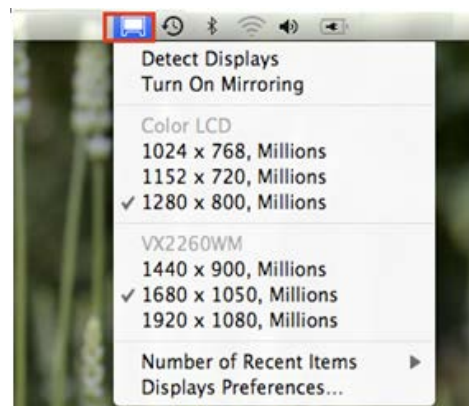 Detect Displays
Turn On Mirroring
Color LCD
1024 x 768, Millions
1152 x 720, Millions
✓ 1280 x 800, Millions
VX2260WM
1440 x 900, Millions
✓ 1680 x 1050, Millions
1920 x 1080, Millions
Number of Recent Items
Displays Preferences...